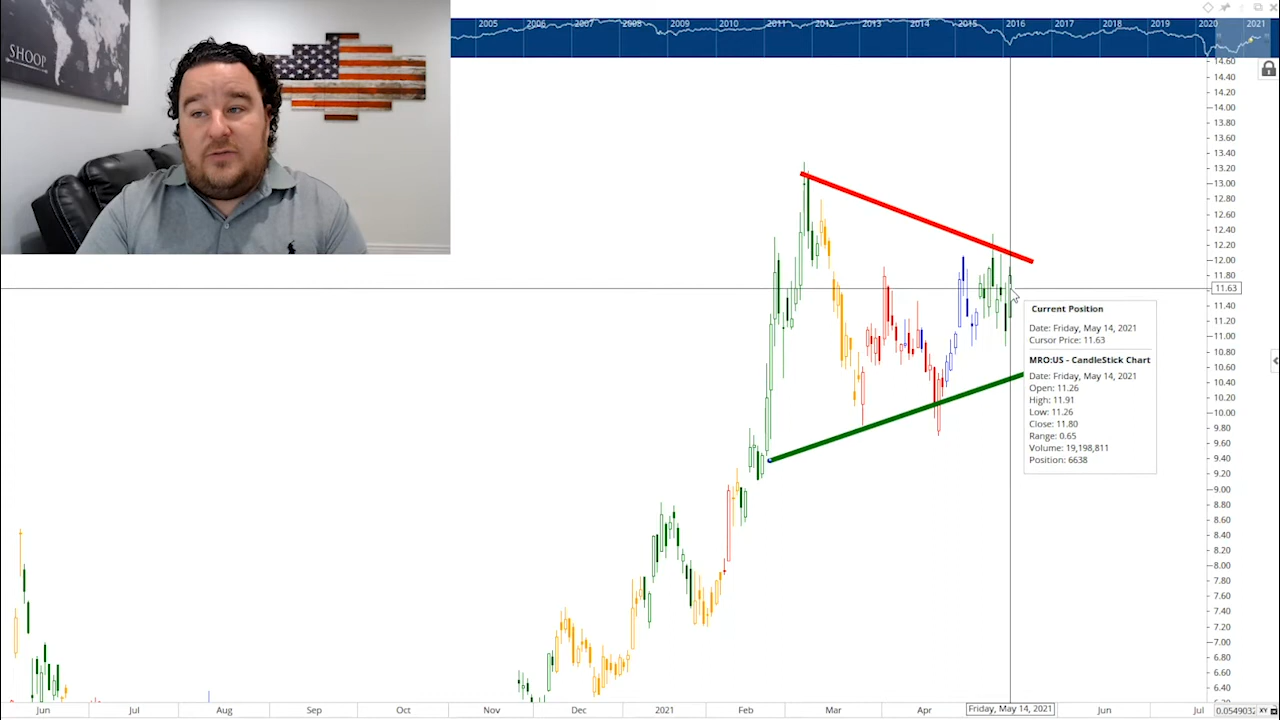 SHOOP
2005 2006 2007 2008 2009 2010 2011 2012 2013 2014 2015 2016 2017 2018 2019 2020 2021
14.60
14.40
14.20
14.00
13.80
13.60
13.40
13.20
13.00
12.80
12.60
12.40
12.20
12.00
11.80
11.63
11.40
11.20
11.00
10.80
10.60
10.40
10.20
10.00
9.80
9.60
9.40
9.20
9.00
8.80
8.60
8.40
8.20
8.00
7.80
7.60
7.40
7.20
7.00
6.80
6.60
6.40
Current Position
Date: Friday, May 14, 2021
Cursor Price: 11.63
MRO:US - CandleStick Chart
Date: Friday, May 14, 2021
Open: 11.26
High: 11.91
Low: 11.26
Close: 11.80
Range: 0.65
Volume: 19,198,811
Position: 6638
Jun Jul Aug Sep Oct Nov Dec 2021 Feb Mar Apr Friday, May 14, 2021 Jun Jul 0.0549032 XY